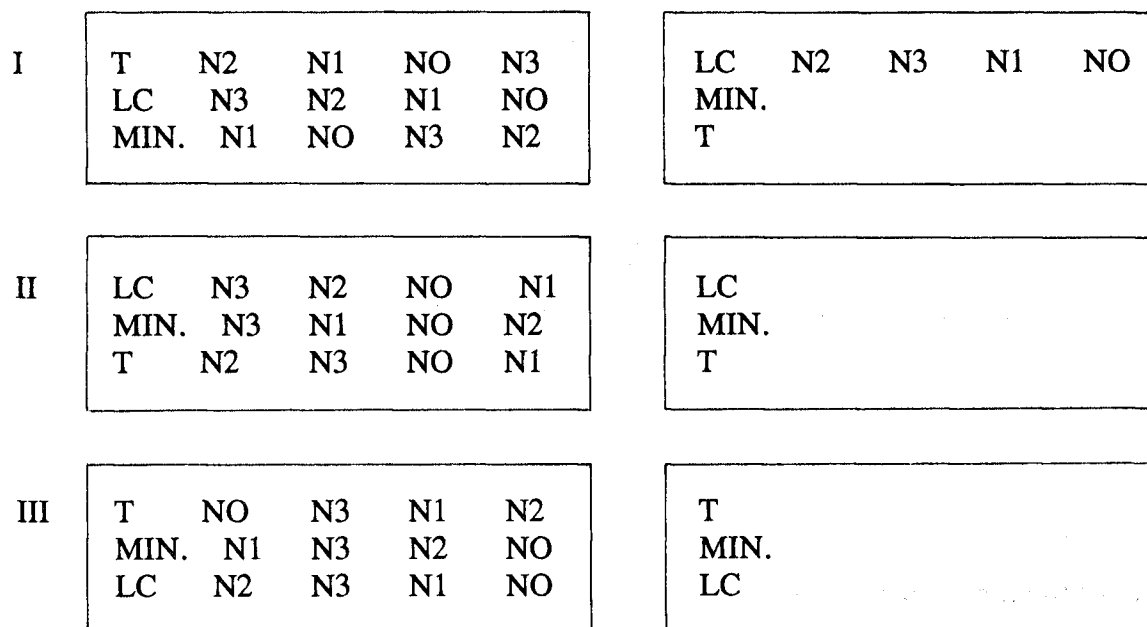 I
T N2 N1 NO N3
LC N3 N2 N1 NO
MIN. N1 NO N3 N2
LC N2 N3 N1 NO
MIN.
T
II
LC N3 N2 NO N1
MIN. N3 N1 NO N2
T N2 N3 NO N1
LC
MIN.
T
III
T NO N3 N1 N2
MIN. N1 N3 N2 NO
LC N2 N3 N1 NO
T
MIN.
LC